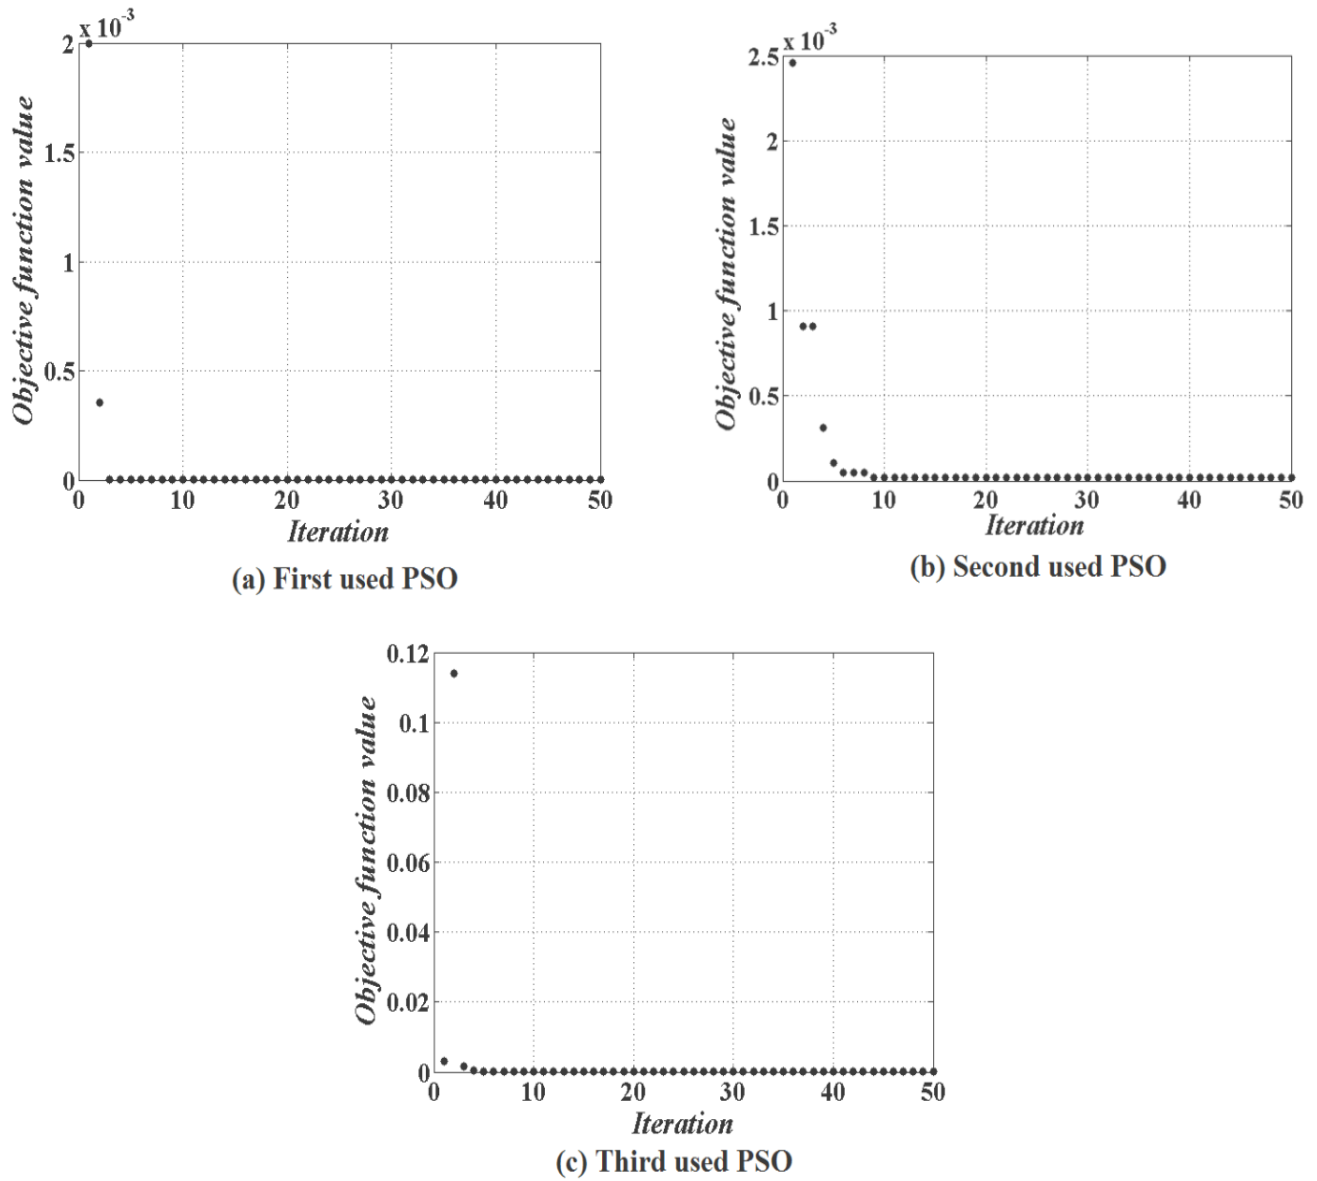 x 10-3
2
1.5
1
0.5
0
0 10 20 30 40 50
Objective function value
Iteration
(a) First used PSO
x 10-3
2.5
2
1.5
1
0.5
0
0 10 20 30 40 50
Objective function value
Iteration
(b) Second used PSO
0.12
0.1
0.08
0.06
0.04
0.02
0
0 10 20 30 40 50
Objective function value
Iteration
(c) Third used PSO